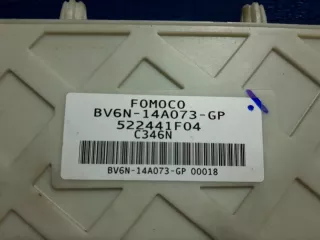 FOMOCO
BV6N-14A073-GP
522441F04
C346N
BV6N-14A073-GP 00018